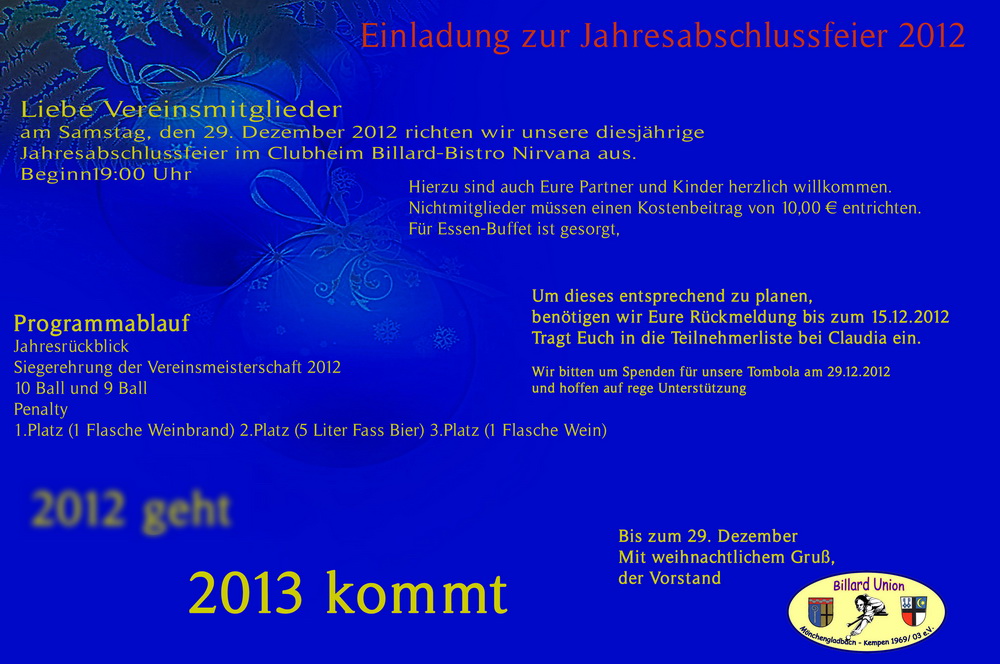 Einladung zur Jahresabschlussfeier 2012
Liebe Vereinsmitglieder
am Samstag, den 29. Dezember 2012 richten wir unsere diesjährige
Jahresabschlussfeier im Clubheim Billard-Bistro Nirvana aus.
Beginn19:00 Uhr
Hierzu sind auch Eure Partner und Kinder herzlich willkommen.
Nichtmitglieder müssen einen Kostenbeitrag von 10,00 € entrichten.
Für Essen-Buffet ist gesorgt,
Um dieses entsprechend zu planen,
benötigen wir Eure Rückmeldung bis zum 15.12.2012
Tragt Euch in die Teilnehmerliste bei Claudia ein.
Wir bitten um Spenden für unsere Tombola am 29.12.2012
und hoffen auf rege Unterstützung
Programmablauf
Jahresrückblick
Siegerehrung der Vereinsmeisterschaft 2012
10 Ball und 9 Ball
Penalty
1.Platz (1 Flasche Weinbrand) 2.Platz (5 Liter Fass Bier) 3.Platz (1 Flasche Wein)
2012 geht
2013 kommt
Bis zum 29. Dezember
Mit weihnachtlichem Gruß,
der Vorstand
Billard Union
Mönchengladbach - Kempen 1969/ 03 e.V.